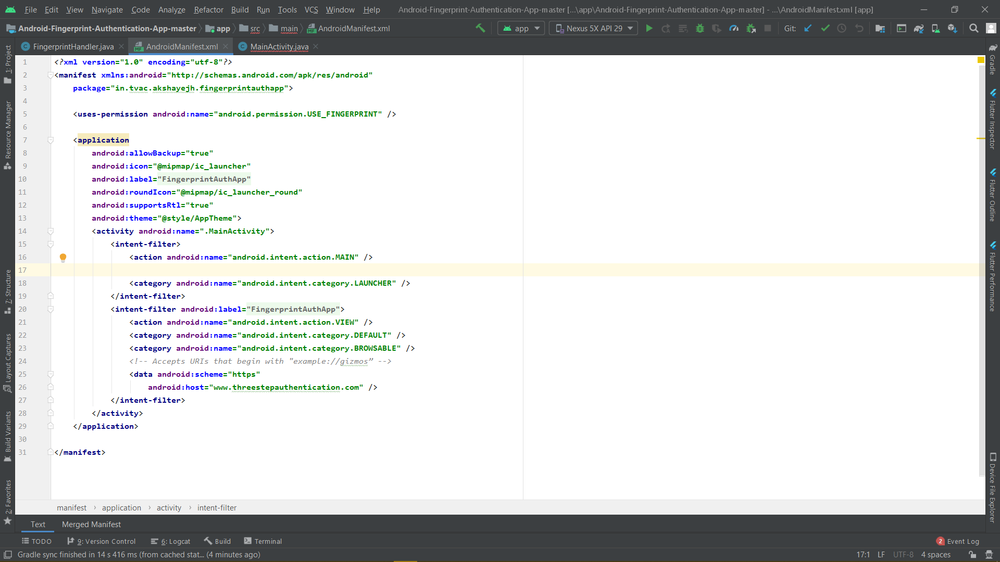 File Edit View Navigate Code Analyze Refactor Build Run Tools VCS Window Help Android-Fingerprint-Authentication-App-master [...\app\Android-Fingerprint-Authentication-App-master] - ...\AndroidManifest.xml [app]
Android-Fingerprint-Authentication-App-master app src main AndroidManifest.xml app Nexus 5X API 29 Git:
FingerprintHandler.java AndroidManifest.xml MainActivity.java
1 <?xml version="1.0" encoding="utf-8"?>
2 <manifest xmlns:android="http://schemas.android.com/apk/res/android"
3 package="in.tvac.akshayejh.fingerprintauthapp">
4
5 <uses-permission android:name="android.permission.USE_FINGERPRINT" />
6
7 <application
8 android:allowBackup="true"
9 android:icon="@mipmap/ic_launcher"
10 android:label="FingerprintAuthApp"
11 android:roundIcon="@mipmap/ic_launcher_round"
12 android:supportsRtl="true"
13 android:theme="@style/AppTheme">
14 <activity android:name=".MainActivity">
15 <intent-filter>
16 <action android:name="android.intent.action.MAIN" />
17
18 <category android:name="android.intent.category.LAUNCHER" />
19 </intent-filter>
20 <intent-filter android:label="FingerprintAuthApp">
21 <action android:name="android.intent.action.VIEW" />
22 <category android:name="android.intent.category.DEFAULT" />
23 <category android:name="android.intent.category.BROWSABLE" />
24 <!-- Accepts URIs that begin with "example://gizmos” -->
25 <data android:scheme="https"
26 android:host="www.threestepauthentication.com" />
27 </intent-filter>
28 </activity>
29 </application>
30
31 </manifest>
1: Project
Resource Manager
7: Structure
Layout Captures
Build Variants
2: Favorites
Gradle
Flutter Inspector
Flutter Outline
Flutter Performance
Device File Explorer
manifest › application › activity › intent-filter
Text Merged Manifest
TODO 9: Version Control 6: Logcat Build Terminal 2 Event Log
Gradle sync finished in 14 s 416 ms (from cached stat... (4 minutes ago) 17:1 LF UTF-8 4 spaces